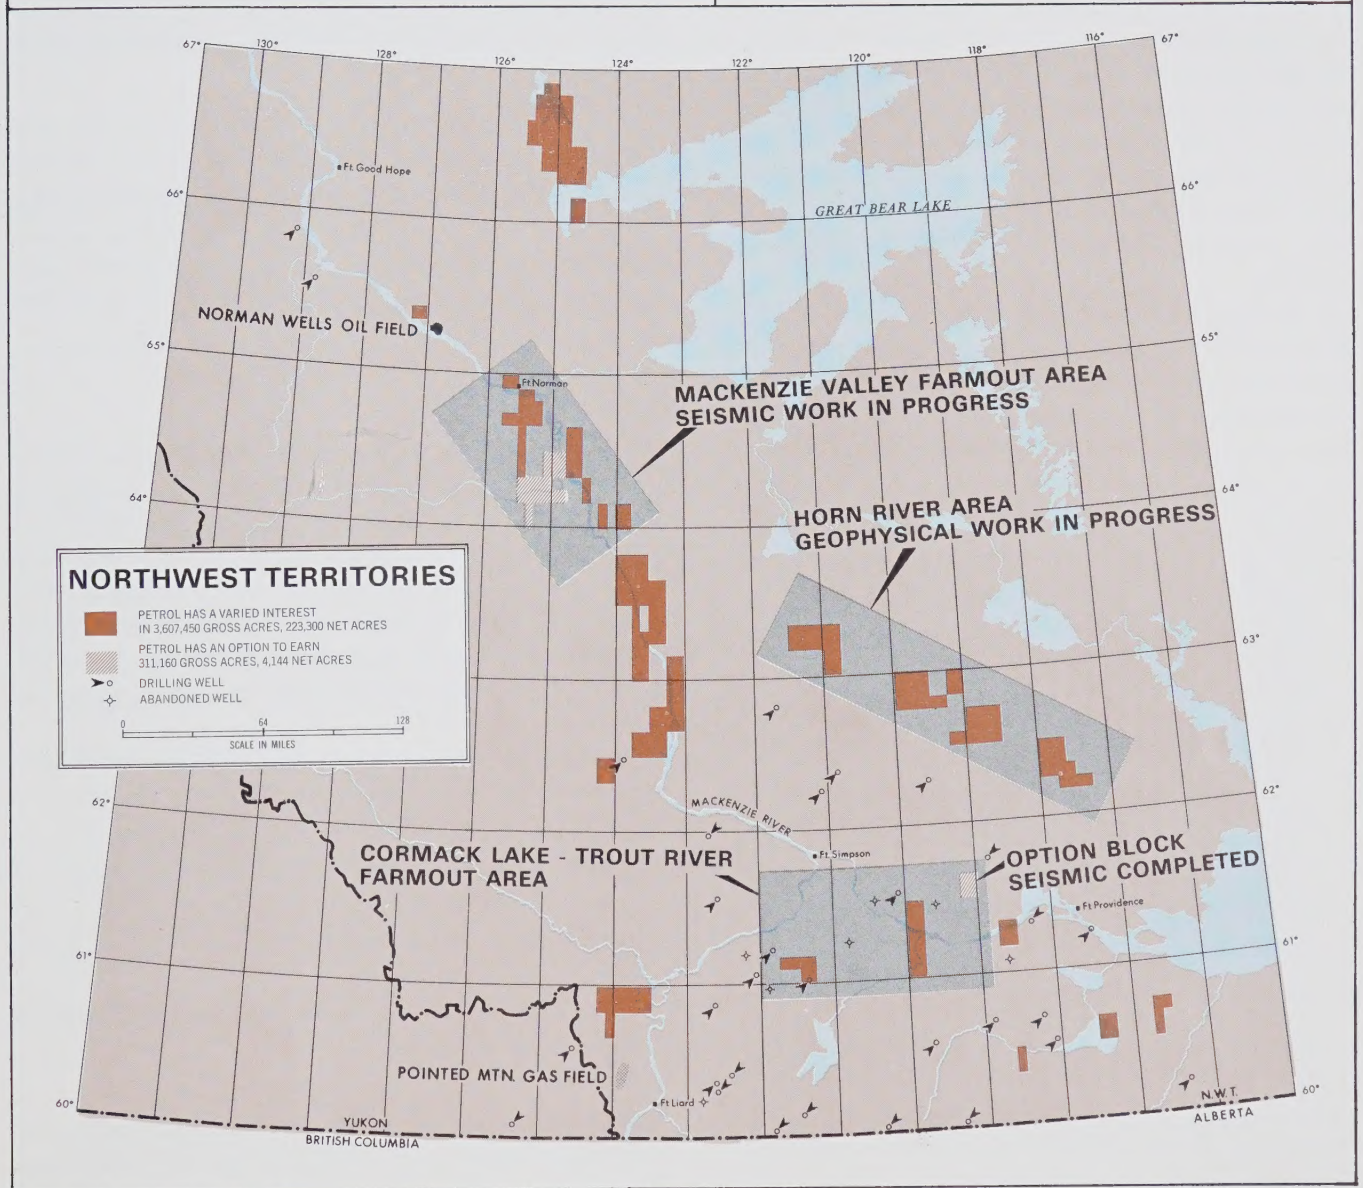 67°
130°
128°
126°
124°
122°
120°
118°
116°
67°
Ft. Good Hope
66°
66°
GREAT BEAR LAKE
NORMAN WELLS OIL FIELD
65°
65°
Ft Norman
MACKENZIE VALLEY FARMOUT AREA
SEISMIC WORK IN PROGRESS
64°
64°
HORN RIVER AREA
GEOPHYSICAL WORK IN PROGRESS
NORTHWEST TERRITORIES
PETROL HAS A VARIED INTEREST
IN 3,607,450 GROSS ACRES, 223,300 NET ACRES
PETROL HAS AN OPTION TO EARN
311,160 GROSS ACRES, 4,144 NET ACRES
DRILLING WELL
ABANDONED WELL
0 64 128
SCALE IN MILES
63°
62°
62°
MACKENZIE RIVER
Ft. Simpson
CORMACK LAKE - TROUT RIVER
FARMOUT AREA
OPTION BLOCK
SEISMIC COMPLETED
Ft Providence
61°
61°
POINTED MTN. GAS FIELD
Ft Liard
60°
60°
YUKON
BRITISH COLUMBIA
N.W.T.
ALBERTA